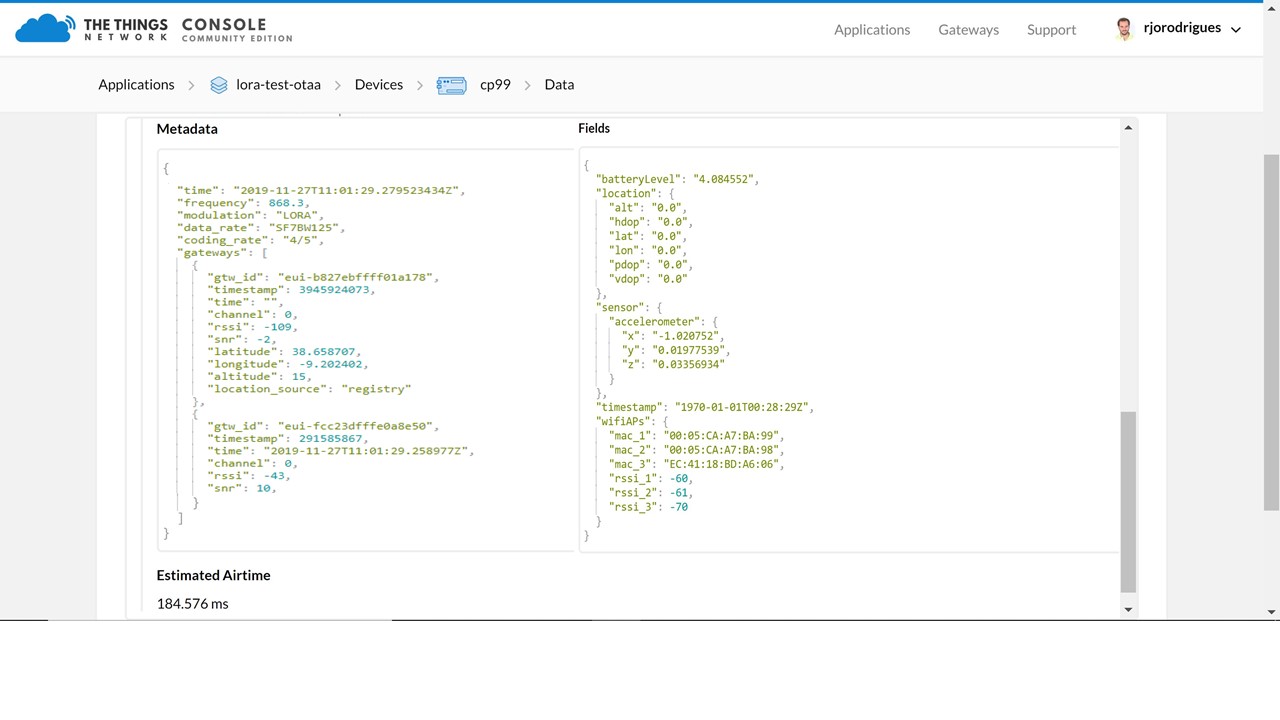 THE THINGS
NETWORK
CONSOLE
COMMUNITY EDITION
Applications
Gateways
Support
rjorodrigues
Applications
lora-test-otaa
Devices
cp99
Data
Metadata
{
"time": "2019-11-27T11:01:29.279523434Z",
"frequency": 868.3,
"modulation": "LORA",
"data_rate": "SF7BW125",
"coding_rate": "4/5",
"gateways": [
{
"gtw_id": "eui-b827ebffff01a178",
"timestamp": 3945924073,
"time": "",
"channel": 0,
"rssi": -109,
"snr": -2,
"latitude": 38.658707,
"longitude": -9.202402,
"altitude": 15,
"location_source": "registry"
},
{
"gtw_id": "eui-fcc23dfffe0a8e50",
"timestamp": 291585867,
"time": "2019-11-27T11:01:29.258977Z",
"channel": 0,
"rssi": -43,
"snr": 10,
}
]
}
Fields
{
"batteryLevel": "4.084552",
"location": {
"alt": "0.0",
"hdop": "0.0",
"lat": "0.0",
"lon": "0.0",
"pdop": "0.0",
"vdop": "0.0"
},
"sensor": {
"accelerometer": {
"x": "-1.020752",
"y": "0.01977539",
"z": "0.03356934"
}
},
"timestamp": "1970-01-01T00:28:29Z",
"wifiAPs": {
"mac_1": "00:05:CA:A7:BA:99",
"mac_2": "00:05:CA:A7:BA:98",
"mac_3": "EC:41:18:BD:A6:06",
"rssi_1": -60,
"rssi_2": -61,
"rssi_3": -70
}
}
Estimated Airtime
184.576 ms